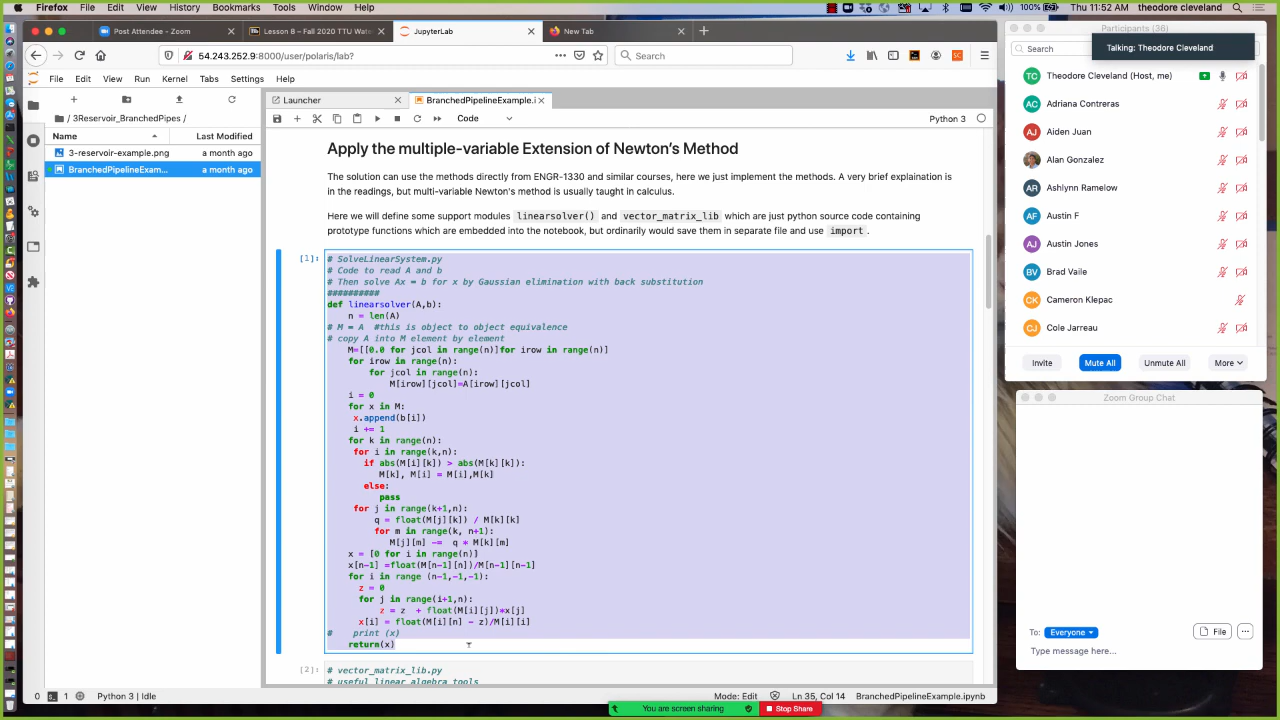 Firefox File Edit View History Bookmarks Tools Window Help
100% Thu 11:52 AM theodore cleveland
Post Attendee - Zoom
Lesson 8 – Fall 2020 TTU Wate
JupyterLab
New Tab
54.243.252.9:8000/user/polaris/lab?
Search
File Edit View Run Kernel Tabs Settings Help
/ 3Reservoir_BranchedPipes /
Name Last Modified
3-reservoir-example.png a month ago
BranchedPipelineExam... a month ago
Launcher
BranchedPipelineExample.i
Code
Python 3
Apply the multiple-variable Extension of Newton's Method
The solution can use the methods directly from ENGR-1330 and similar courses, here we just implement the methods. A very brief explaination is
in the readings, but multi-variable Newton's method is usually taught in calculus.
Here we will define some support modules linearsolver() and vector_matrix_lib which are just python source code containing
prototype functions which are embedded into the notebook, but ordinarily would save them in separate file and use import .
[1]:
# SolveLinearSystem.py
# Code to read A and b
# Then solve Ax = b for x by Gaussian elimination with back substitution
##########
def linearsolver(A,b):
n = len(A)
# M = A #this is object to object equivalence
# copy A into M element by element
M=[[0.0 for jcol in range(n)]for irow in range(n)]
for irow in range(n):
for jcol in range(n):
M[irow][jcol]=A[irow][jcol]
i = 0
for x in M:
x.append(b[i])
i += 1
for k in range(n):
for i in range(k,n):
if abs(M[i][k]) > abs(M[k][k]):
M[k], M[i] = M[i],M[k]
else:
pass
for j in range(k+1,n):
q = float(M[j][k]) / M[k][k]
for m in range(k, n+1):
M[j][m] -= q * M[k][m]
x = [0 for i in range(n)]
x[n-1] =float(M[n-1][n])/M[n-1][n-1]
for i in range (n-1,-1,-1):
z = 0
for j in range(i+1,n):
z = z + float(M[i][j])*x[j]
x[i] = float(M[i][n] - z)/M[i][i]
# print (x)
return(x)
[2]:
# vector_matrix_lib.py
# useful linear algebra tools
0 1 Python 3 | Idle
Mode: Edit Ln 35, Col 14 BranchedPipelineExample.ipynb
You are screen sharing
Stop Share
Participants (36)
Search
Talking: Theodore Cleveland
TC Theodore Cleveland (Host, me)
AC Adriana Contreras
AJ Aiden Juan
Alan Gonzalez
AR Ashlynn Ramelow
AF Austin F
AJ Austin Jones
BV Brad Vaile
CK Cameron Klepac
CJ Cole Jarreau
Invite Mute All Unmute All More
Zoom Group Chat
To: Everyone File ...
Type message here...